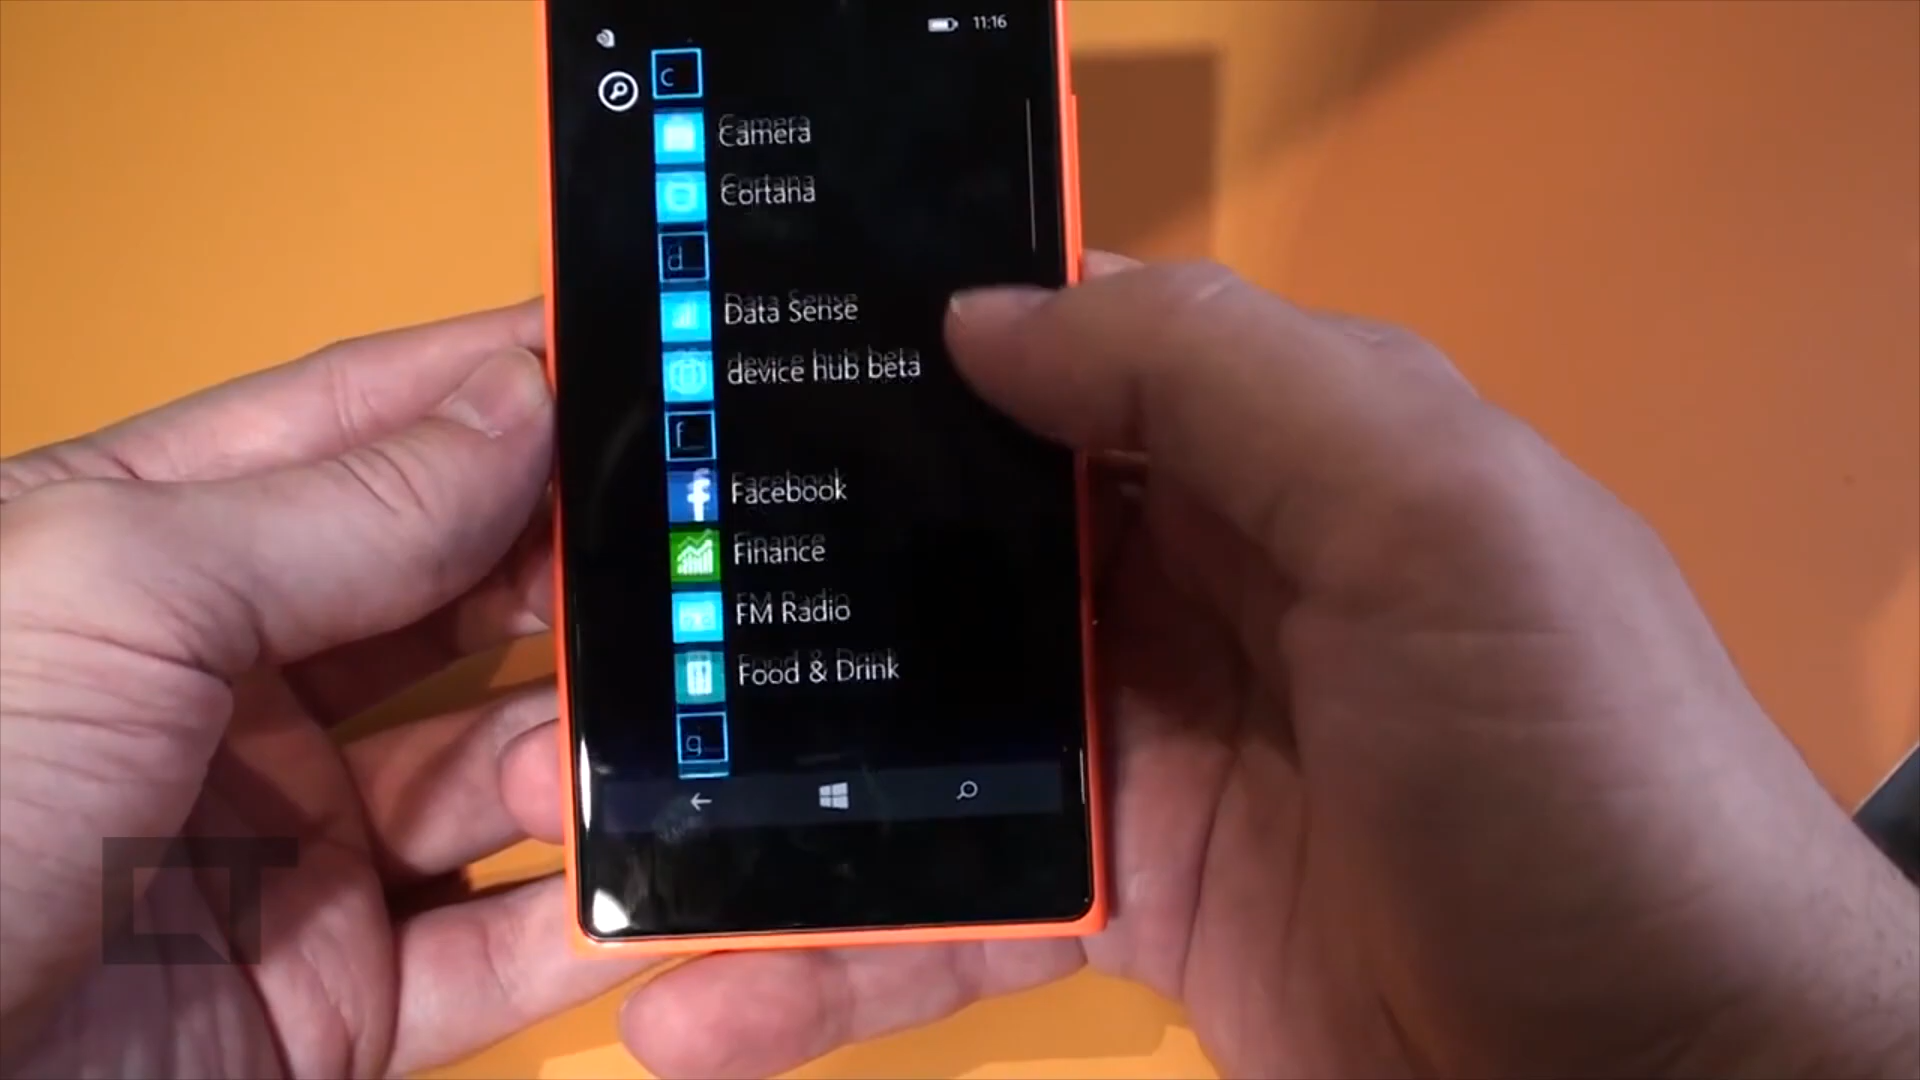 11:16
c
Camera
Cortana
d
Data Sense
device hub beta
f
Facebook
Finance
FM Radio
Food & Drink
g